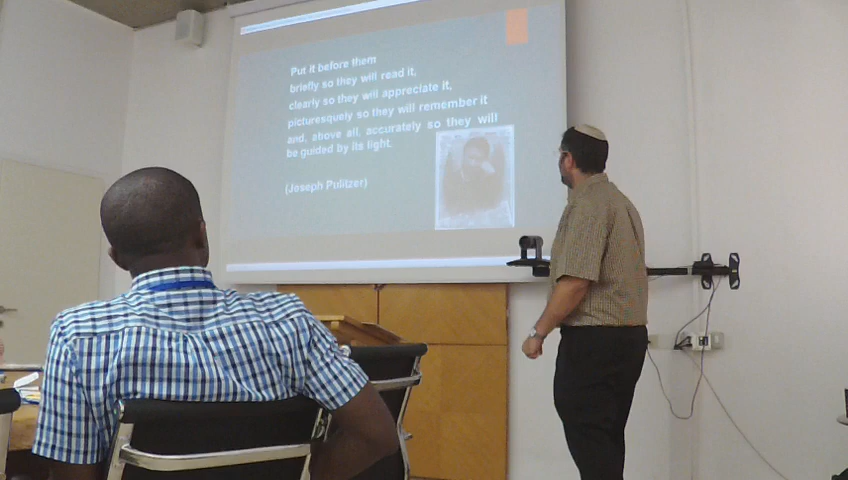 Put it before them
briefly so they will read it,
clearly so they will appreciate it,
picturesquely so they will remember it
and, above all, accurately so they will
be guided by its light.
(Joseph Pulitzer)